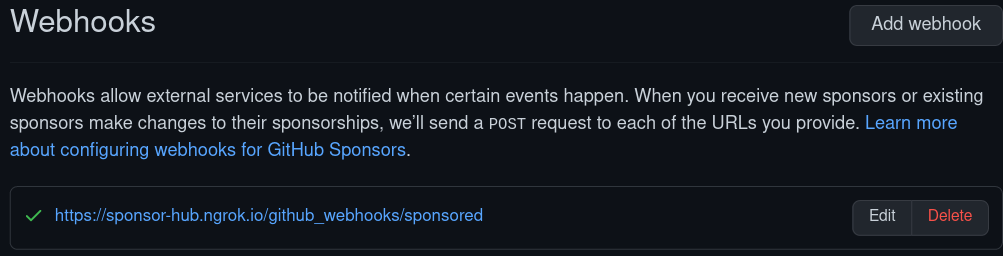 Webhooks
Add webhook
Webhooks allow external services to be notified when certain events happen. When you receive new sponsors or existing
sponsors make changes to their sponsorships, we’ll send a POST request to each of the URLs you provide. Learn more
about configuring webhooks for GitHub Sponsors.
https://sponsor-hub.ngrok.io/github_webhooks/sponsored
Edit
Delete